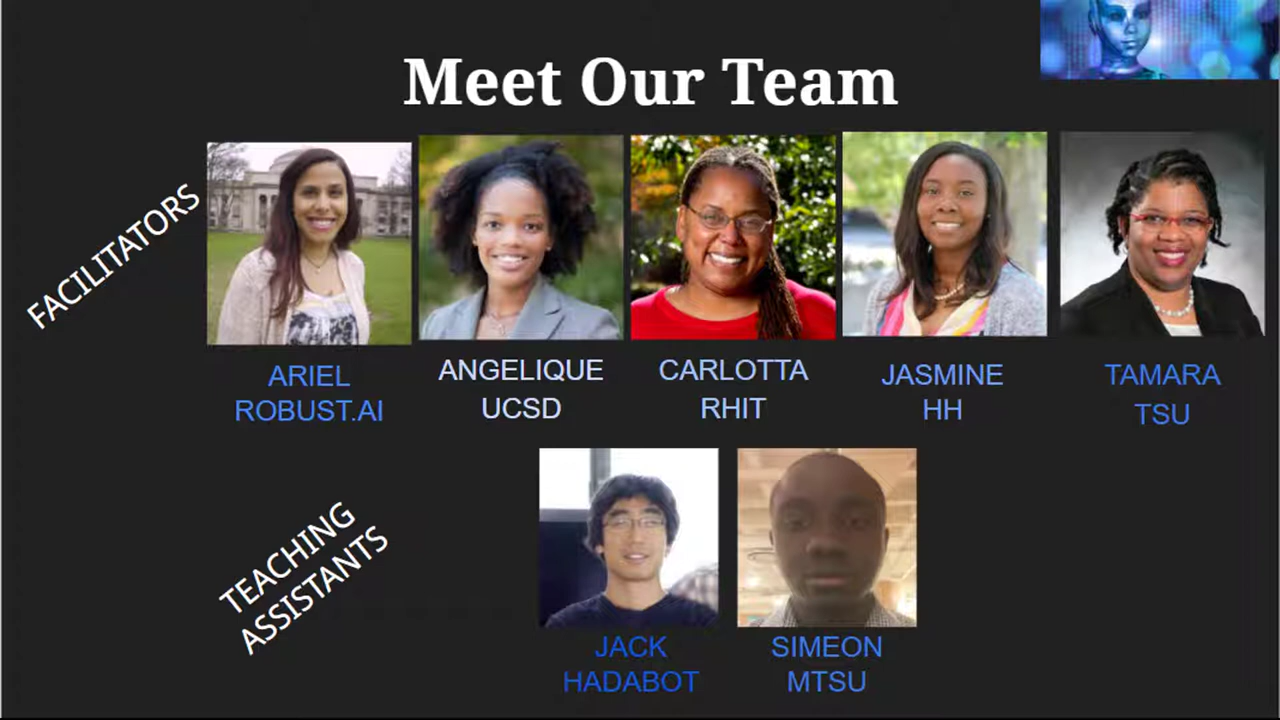 Meet Our Team
FACILITATORS
ARIEL
ROBUST.AI
ANGELIQUE
UCSD
CARLOTTA
RHIT
JASMINE
HH
TAMARA
TSU
TEACHING
ASSISTANTS
JACK
HADABOT
SIMEON
MTSU